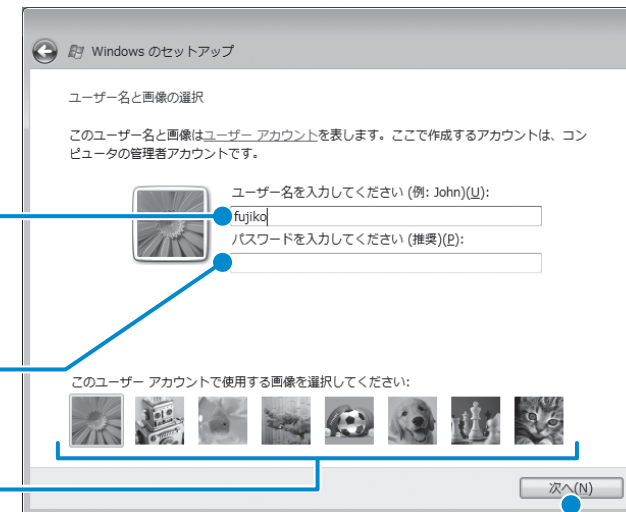 Windows のセットアップ
ユーザー名と画像の選択
このユーザー名と画像はユーザー アカウントを表します。ここで作成するアカウントは、コン
ピュータの管理者アカウントです。
ユーザー名を入力してください (例: John)(U):
fujiko
パスワードを入力してください (推奨)(P):
このユーザー アカウントで使用する画像を選択してください:
次へ(N)